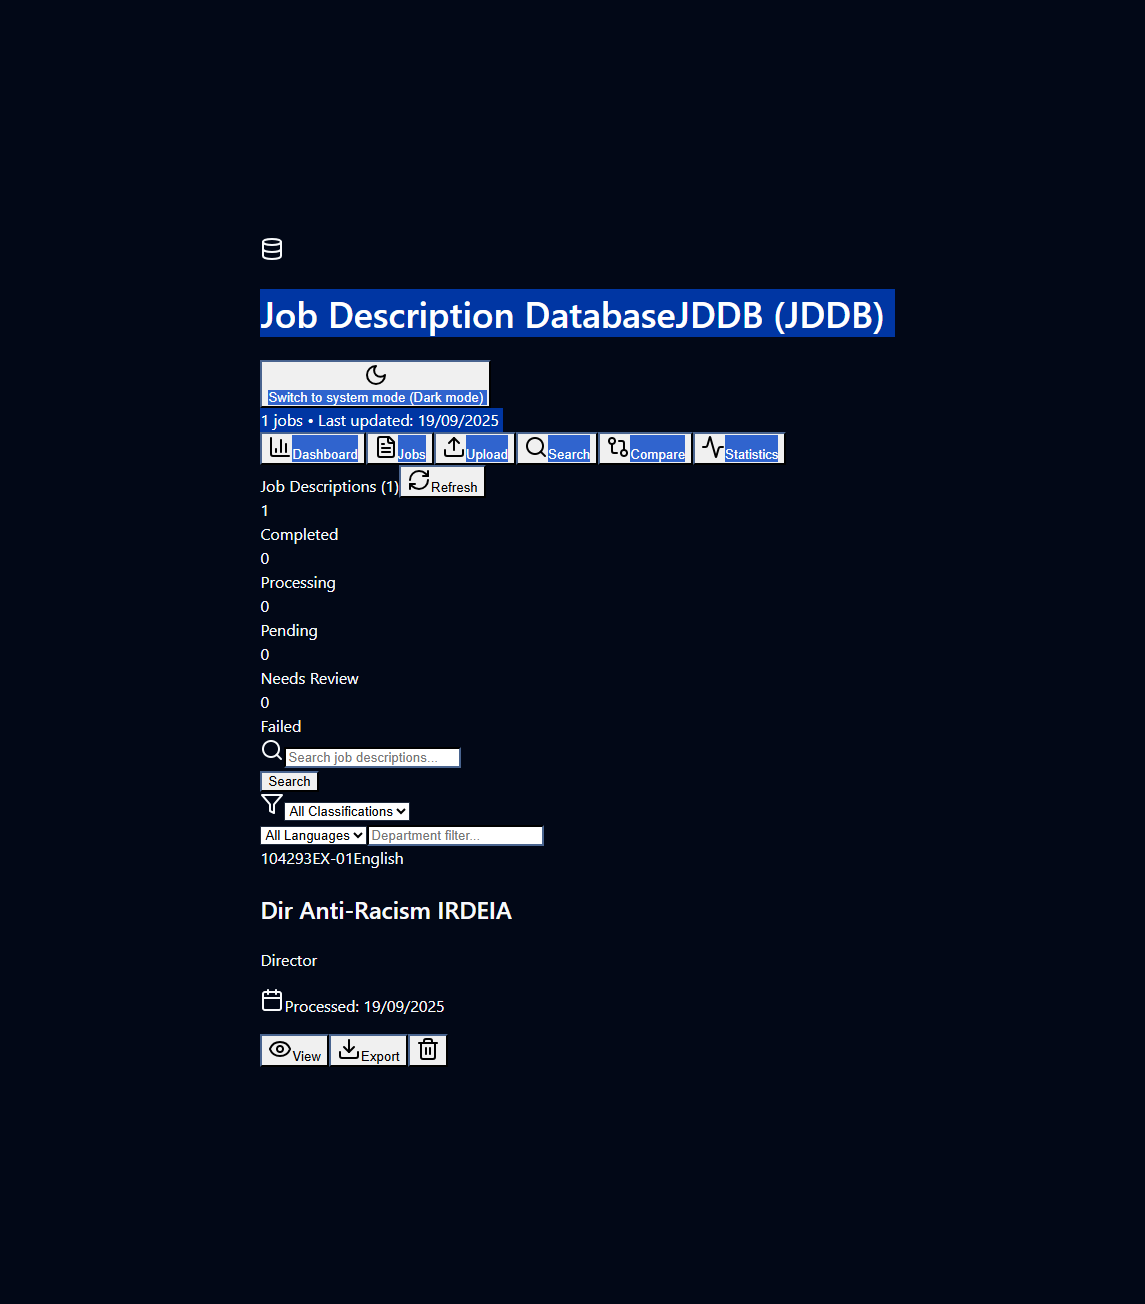 Job Description DatabaseJDDB (JDDB)
Switch to system mode (Dark mode)
1 jobs • Last updated: 19/09/2025
Dashboard Jobs Upload Search Compare Statistics
Job Descriptions (1) Refresh
1
Completed
0
Processing
0
Pending
0
Needs Review
0
Failed
Search job descriptions...
Search
All Classifications
All Languages Department filter...
104293EX-01English
Dir Anti-Racism IRDEIA
Director
Processed: 19/09/2025
View Export